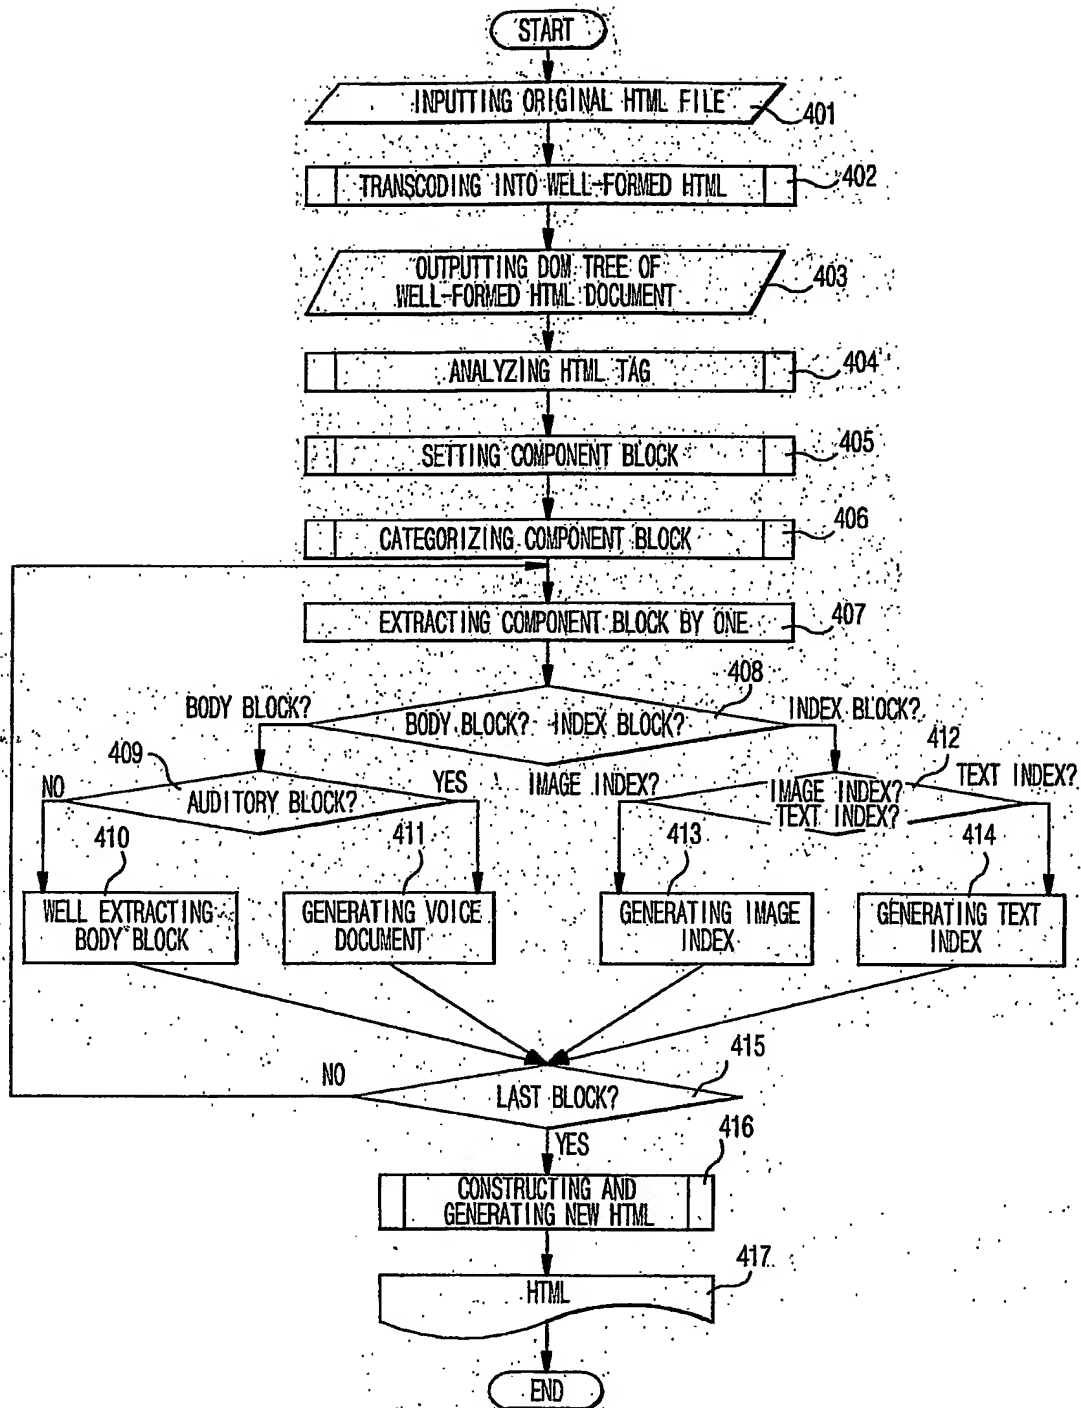 START
INPUTTING ORIGINAL HTML FILE
401
TRANSCODING INTO WELL-FORMED HTML
402
OUTPUTTING DOM TREE OF
WELL-FORMED HTML DOCUMENT
403
ANALYZING HTML TAG
404
SETTING COMPONENT BLOCK
405
CATEGORIZING COMPONENT BLOCK
406
EXTRACTING COMPONENT BLOCK BY ONE
407
408
BODY BLOCK?
BODY BLOCK? INDEX BLOCK?
INDEX BLOCK?
409
NO
AUDITORY BLOCK?
YES
412
IMAGE INDEX?
IMAGE INDEX?
TEXT INDEX?
TEXT INDEX?
410
WELL EXTRACTING
BODY BLOCK
411
GENERATING VOICE
DOCUMENT
413
GENERATING IMAGE
INDEX
414
GENERATING TEXT
INDEX
415
NO
LAST BLOCK?
YES
416
CONSTRUCTING AND
GENERATING NEW HTML
417
HTML
END